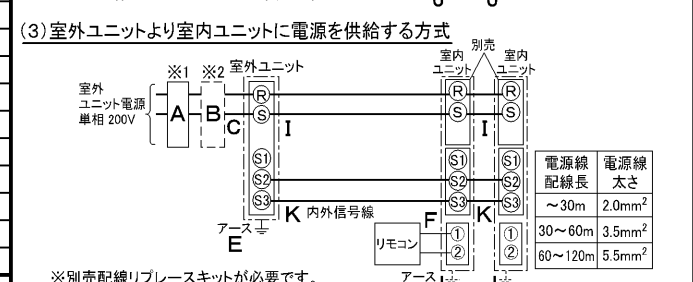 (3)室外ユニットより室内ユニットに電源を供給する方式
別売
※1 ※2 室外ユニット 室内ユニット 室内ユニット
室外
ユニット電源
単相 200V
A B C
R
S
I
R
S
I
R
S
S1
S2
S3
S1
S2
S3
S1
S2
S3
K 内外信号線 F K
アース
E
リモコン
①
②
①
②
アース
電源線配線長 電源線太さ
~30m 2.0mm²
30~60m 3.5mm²
60~120m 5.5mm²
※別売配線リプレースキットが必要です。